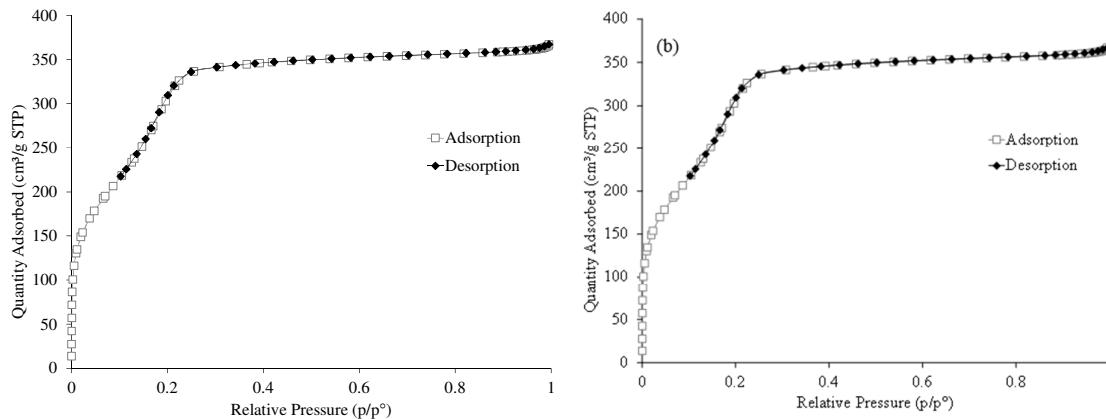 400
350
300
250
200
150
100
50
0
Quantity Adsorbed (cm³/g STP)
Adsorption
Desorption
0 0.2 0.4 0.6 0.8 1
Relative Pressure (p/p°)
(b)
400
350
300
250
200
150
100
50
0
Quantity Adsorbed (cm³/g STP)
Adsorption
Desorption
0 0.2 0.4 0.6 0.8
Relative Pressure (p/p°)